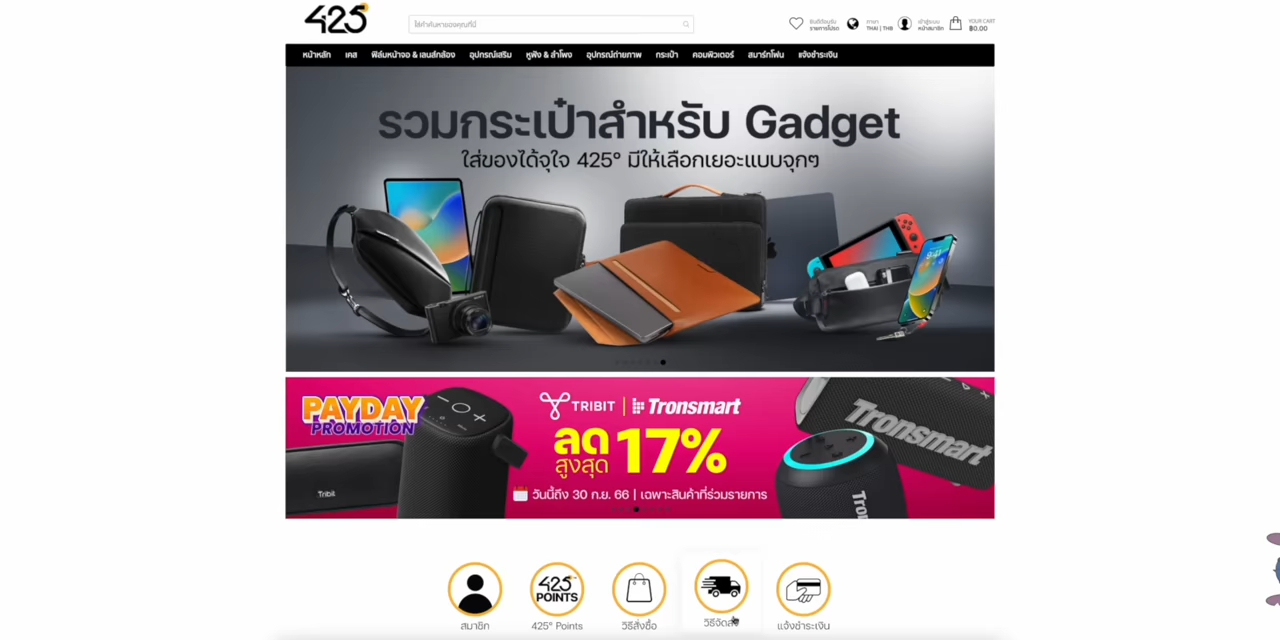 425°
ใส่คำค้นหาของคุณที่นี่
ยินดีต้อนรับ
รายการโปรด
ภาษา
THAI | THB
เข้าสู่ระบบ
หน้าสมาชิก
YOUR CART
฿0.00
หน้าหลัก เคส ฟิล์มหน้าจอ & เลนส์กล้อง อุปกรณ์เสริม หูฟัง & ลำโพง อุปกรณ์ถ่ายภาพ กระเป๋า คอมพิวเตอร์ สมาร์ทโฟน แจ้งชำระเงิน
รวมกระเป๋าสำหรับ Gadget
ใส่ของได้จุใจ 425° มีให้เลือกเยอะแบบจุกๆ
PAYDAY
PROMOTION
TRIBIT | Tronsmart
ลด
สูงสุด
17%
วันนี้ถึง 30 ก.ย. 66 | เฉพาะสินค้าที่ร่วมรายการ
Tribit
Tronsmart
425°
POINTS
สมาชิก 425° Points วิธีสั่งซื้อ วิธีจัดส่ง แจ้งชำระเงิน